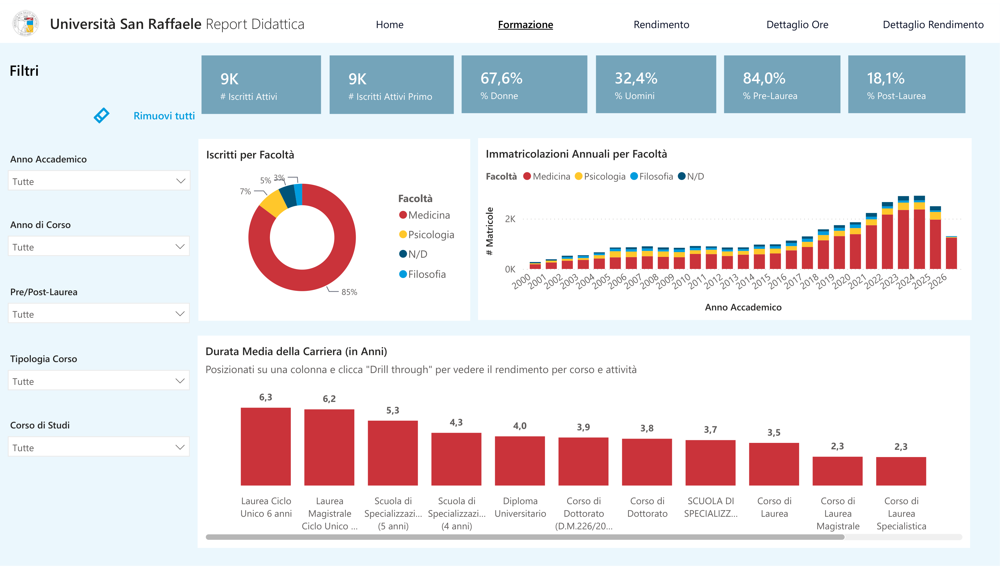 Università San Raffaele Report Didattica
Home
Formazione
Rendimento
Dettaglio Ore
Dettaglio Rendimento
Filtri
Rimuovi tutti
9K
# Iscritti Attivi
9K
# Iscritti Attivi Primo
67,6%
% Donne
32,4%
% Uomini
84,0%
% Pre-Laurea
18,1%
% Post-Laurea
Anno Accademico
Tutte
Anno di Corso
Tutte
Pre/Post-Laurea
Tutte
Tipologia Corso
Tutte
Corso di Studi
Tutte
Iscritti per Facoltà
3%
5%
7%
85%
Facoltà
Medicina
Psicologia
N/D
Filosofia
Immatricolazioni Annuali per Facoltà
Facoltà Medicina Psicologia Filosofia N/D
# Matricole
2K
0K
2000 2001 2002 2003 2004 2005 2006 2007 2008 2009 2010 2011 2012 2013 2014 2015 2016 2017 2018 2019 2020 2021 2022 2023 2024 2025 2026
Anno Accademico
Durata Media della Carriera (in Anni)
Posizionati su una colonna e clicca "Drill through" per vedere il rendimento per corso e attività
6,3
6,2
5,3
4,3
4,0
3,9
3,8
3,7
3,5
2,3
2,3
Laurea Ciclo
Unico 6 anni
Laurea
Magistrale
Ciclo Unico ...
Scuola di
Specializzazi...
(5 anni)
Scuola di
Specializzazi...
(4 anni)
Diploma
Universitario
Corso di
Dottorato
(D.M.226/20...
Corso di
Dottorato
SCUOLA DI
SPECIALIZZ...
Corso di
Laurea
Corso di
Laurea
Magistrale
Corso di
Laurea
Specialistica